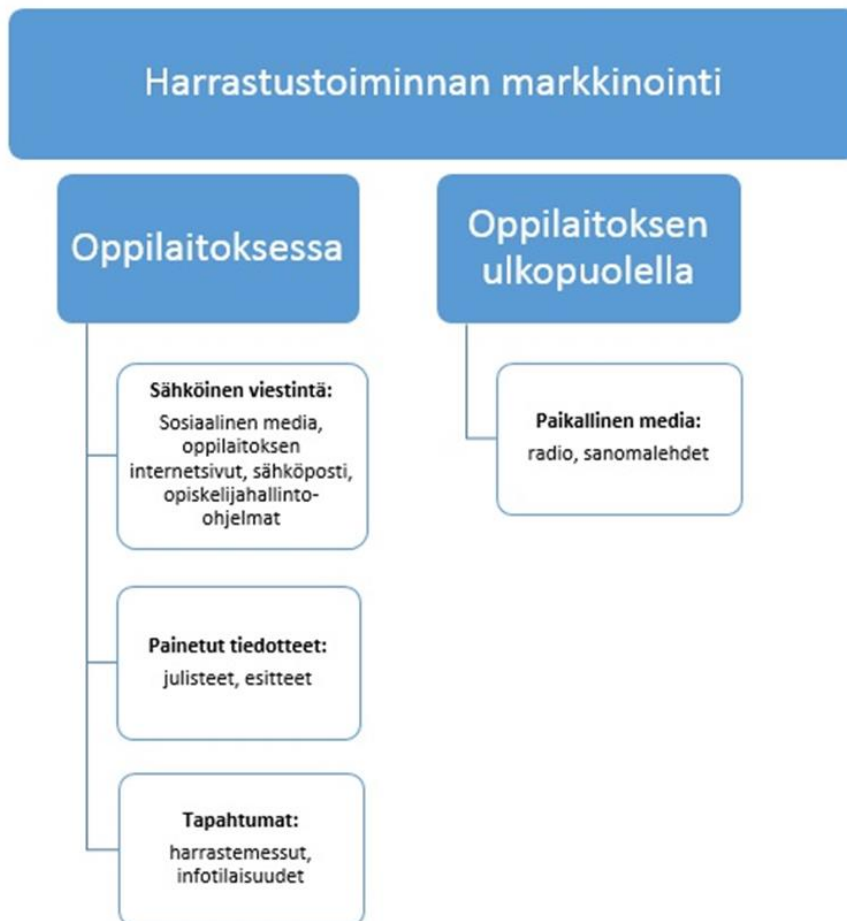 Harrastustoiminnan markkinointi
Oppilaitoksessa
Sähköinen viestintä:
Sosiaalinen media,
oppilaitoksen
internetsivut, sähköposti,
opiskelijahallinto-
ohjelmat
Painetut tiedotteet:
julisteet, esitteet
Tapahtumat:
harrastemessut,
infotilaisuudet
Oppilaitoksen
ulkopuolella
Paikallinen media:
radio, sanomalehdet